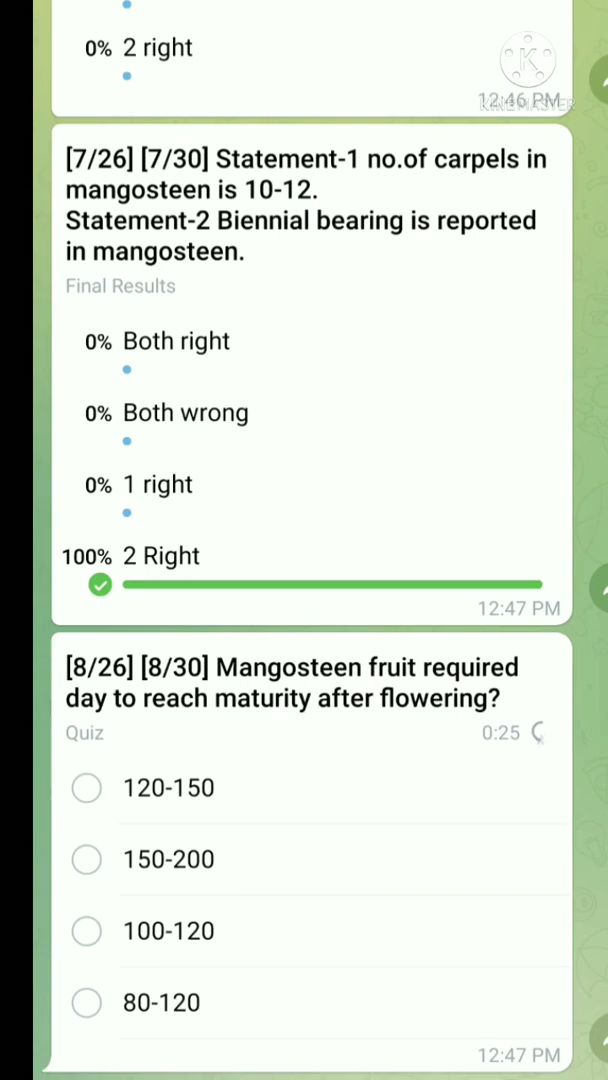 0% 2 right
12:46 PM
K
KINEMASTER
[7/26] [7/30] Statement-1 no.of carpels in
mangosteen is 10-12.
Statement-2 Biennial bearing is reported
in mangosteen.
Final Results
0% Both right
0% Both wrong
0% 1 right
100% 2 Right
12:47 PM
[8/26] [8/30] Mangosteen fruit required
day to reach maturity after flowering?
Quiz 0:25
120-150
150-200
100-120
80-120
12:47 PM